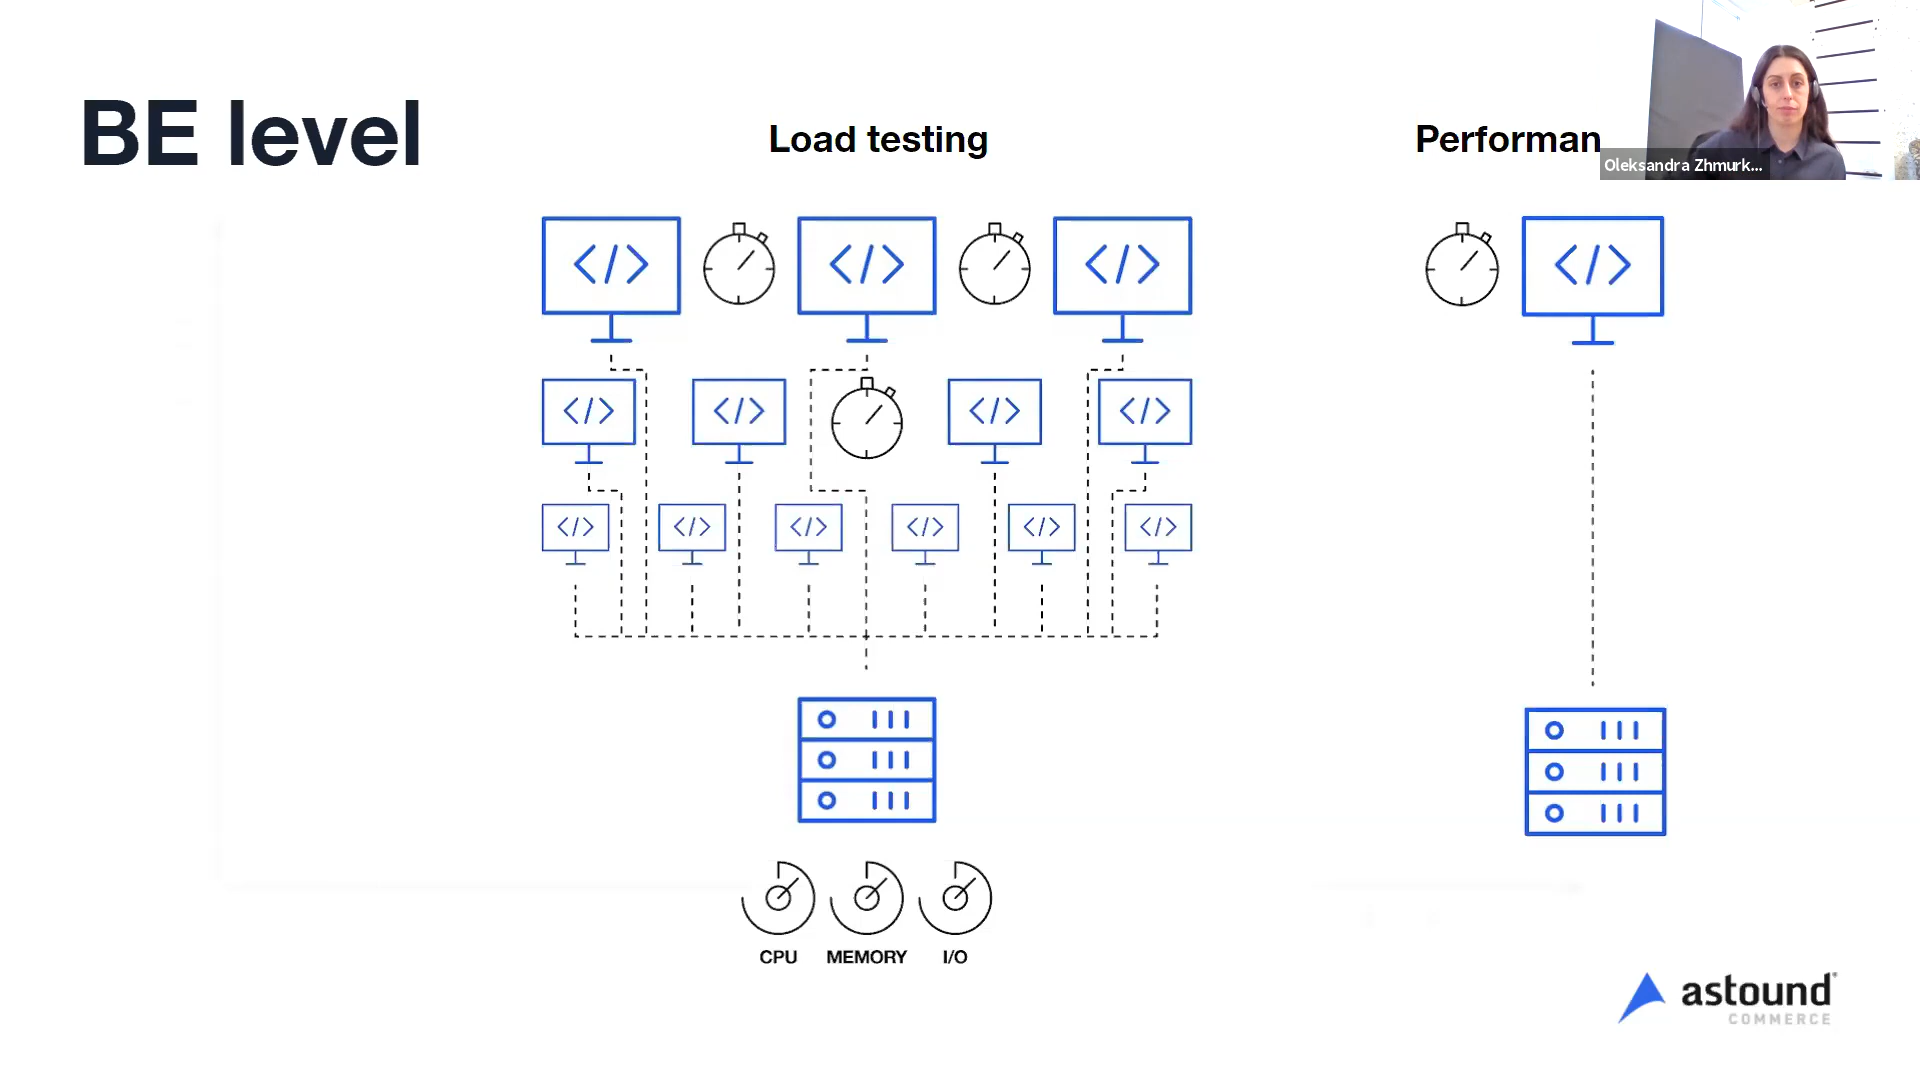 BE level
Load testing
Performan
Oleksandra Zhmurk...
</>
</>
</>
</>
</>
</>
</>
</>
</>
</>
</>
</>
</>
</>
CPU MEMORY I/O
astound
COMMERCE